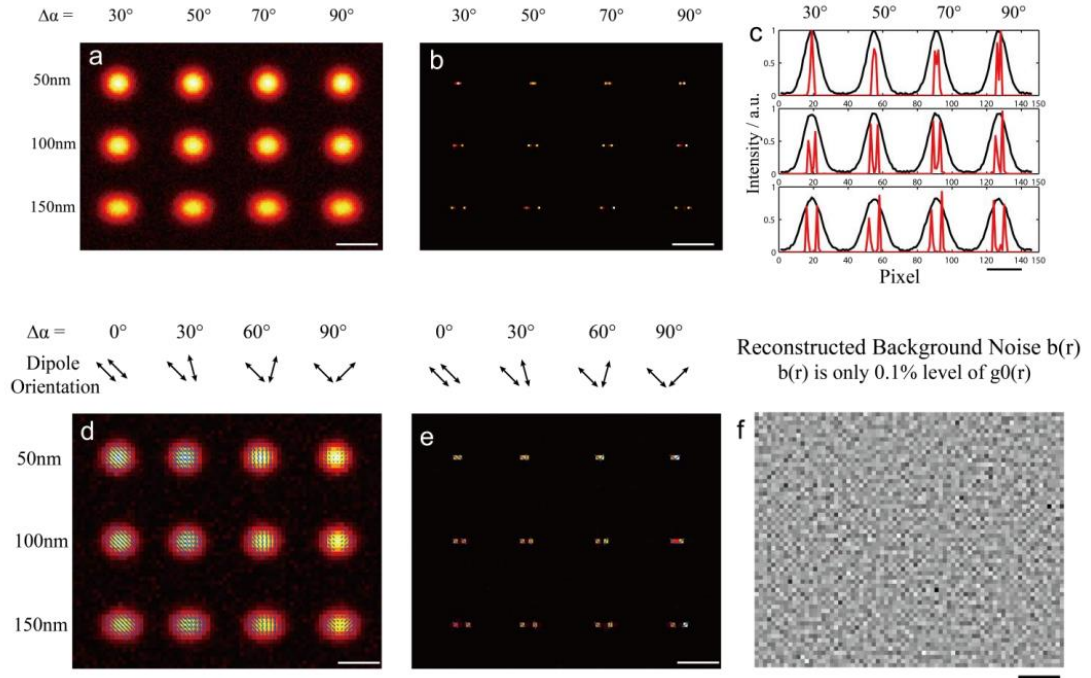 Δα = 30° 50° 70° 90°
a
50nm
100nm
150nm
30° 50° 70° 90°
b
30° 50° 70° 90°
c
Intensity / a.u.
1
0.5
0
0 20 40 60 80 100 120 140 150
1
0.5
0
0 20 40 60 80 100 120 140 150
1
0.5
0
0 20 40 60 80 100 120 140 150
Pixel
Δα = 0° 30° 60° 90°
Dipole
Orientation
d
50nm
100nm
150nm
0° 30° 60° 90°
e
Reconstructed Background Noise b(r)
b(r) is only 0.1% level of g0(r)
f